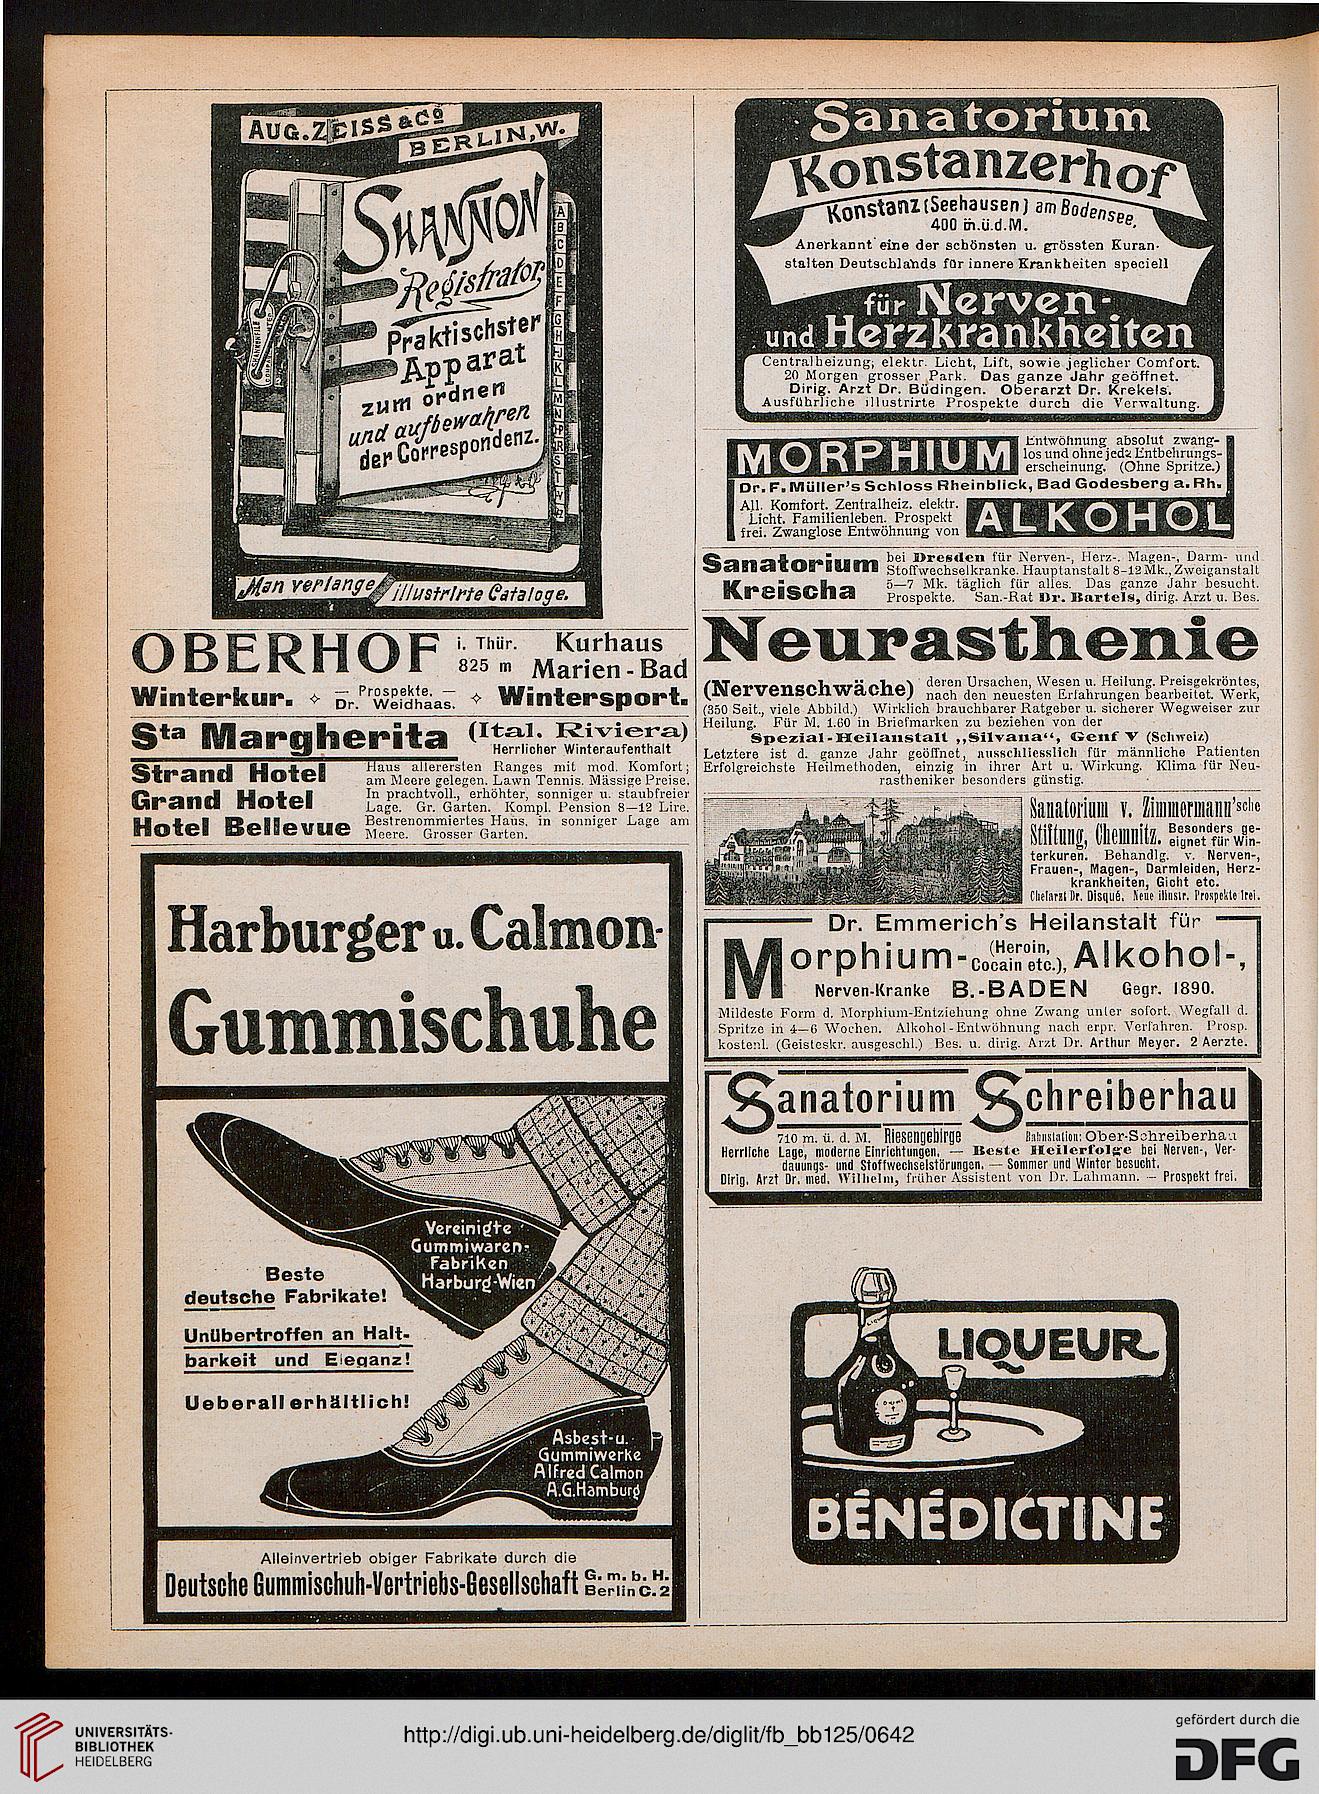 AUG. ZEISS & Co
BERLIN, W.
SHANNON
Registrator,
Praktischster
Apparat
zum ordnen
und aufbewahren
der Correspondenz.
Man verlange illustrirte Cataloge.
OBERHOF i. Thür. 825 m Kurhaus Marien-Bad
Winterkur. — Prospekte. — Dr. Weidhaas. Wintersport.
Sta Margherita (Ital. Riviera)
Herrlicher Winteraufenthalt
Strand Hotel Haus allerersten Ranges mit mod. Komfort;
am Meere gelegen. Lawn Tennis. Mässige Preise.
Grand Hotel In prachtvoll., erhöhter, sonniger u. staubfreier
Lage. Gr. Garten. Kompl. Pension 8—12 Lire.
Hotel Bellevue Bestrenommiertes Haus, in sonniger Lage am
Meere. Grosser Garten.
Harburger u. Calmon-
Gummischuhe
Vereinigte
Gummiwaren-
Fabriken
Harburg-Wien
Beste
deutsche Fabrikate!
Unübertroffen an Halt-
barkeit und Eleganz!
Ueberall erhältlich!
Asbest- u.
Gummiwerke
Alfred Calmon
A.G. Hamburg
Alleinvertrieb obiger Fabrikate durch die
Deutsche Gummischuh-Vertriebs-Gesellschaft G. m. b. H. Berlin C. 2
Sanatorium
Konstanzerhof
Konstanz (Seehausen) am Bodensee,
400 m.ü.d.M.
Anerkannt eine der schönsten u. grössten Kuran-
stalten Deutschlands für innere Krankheiten speciell
für Nerven-
und Herzkrankheiten
Centralheizung, elektr. Licht, Lift, sowie jeglicher Comfort.
20 Morgen grosser Park. Das ganze Jahr geöffnet.
Dirig. Arzt Dr. Büdingen. Oberarzt Dr. Krekels.
Ausführliche illustrirte Prospekte durch die Verwaltung.
MORPHIUM Entwöhnung absolut zwang-
los und ohne jede Entbehrungs-
erscheinung. (Ohne Spritze.)
Dr. F. Müller's Schloss Rheinblick, Bad Godesberg a. Rh.
All. Komfort. Zentralheiz. elektr.
Licht. Familienleben. Prospekt
frei. Zwanglose Entwöhnung von ALKOHOL
Sanatorium Kreischa bei Dresden für Nerven-, Herz-, Magen-, Darm- und
Stoffwechselkranke. Hauptanstalt 8-12 Mk., Zweiganstalt
5—7 Mk. täglich für alles. Das ganze Jahr besucht.
Prospekte. San.-Rat Dr. Bartels, dirig. Arzt u. Bes.
Neurasthenie
(Nervenschwäche) deren Ursachen, Wesen u. Heilung. Preisgekröntes,
nach den neuesten Erfahrungen bearbeitet. Werk,
(350 Seit., viele Abbild.) Wirklich brauchbarer Ratgeber u. sicherer Wegweiser zur
Heilung. Für M. 1.60 in Briefmarken zu beziehen von der
Spezial-Heilanstalt „Silvana“, Genf V (Schweiz)
Letztere ist d. ganze Jahr geöffnet, ausschliesslich für männliche Patienten
Erfolgreichste Heilmethoden, einzig in ihrer Art u. Wirkung. Klima für Neu-
rastheniker besonders günstig.
Sanatorium v. Zimmermann'sche
Stiftung, Chemnitz. Besonders ge-
eignet für Win-
terkuren. Behandlg. v. Nerven-,
Frauen-, Magen-, Darmleiden, Herz-
krankheiten, Gicht etc.
Chefarzt Dr. Disqué. Neue illustr. Prospekte frei.
Dr. Emmerich's Heilanstalt für
Morphium- (Heroin, Cocain etc.), Alkohol-,
Nerven-Kranke B.-BADEN Gegr. 1890.
Mildeste Form d. Morphium-Entziehung ohne Zwang unter sofort. Wegfall d.
Spritze in 4—6 Wochen. Alkohol-Entwöhnung nach erpr. Verfahren. Prosp.
kostenl. (Geisteskr. ausgeschl.) Bes. u. dirig. Arzt Dr. Arthur Meyer. 2 Aerzte.
Sanatorium Schreiberhau
710 m. ü. d. M. Riesengebirge Bahnstation: Ober-Schreiberhau
Herrliche Lage, moderne Einrichtungen. — Beste Heilerfolge bei Nerven-, Ver-
dauungs- und Stoffwechselstörungen. — Sommer und Winter besucht.
Dirig. Arzt Dr. med. Wilhelm, früher Assistent von Dr. Lahmann. — Prospekt frei.
LIQUEUR
BÉNÉDICTINE
UNIVERSITÄTS-
BIBLIOTHEK
HEIDELBERG
http://digi.ub.uni-heidelberg.de/diglit/fb_bb125/0642
gefördert durch die
DFG